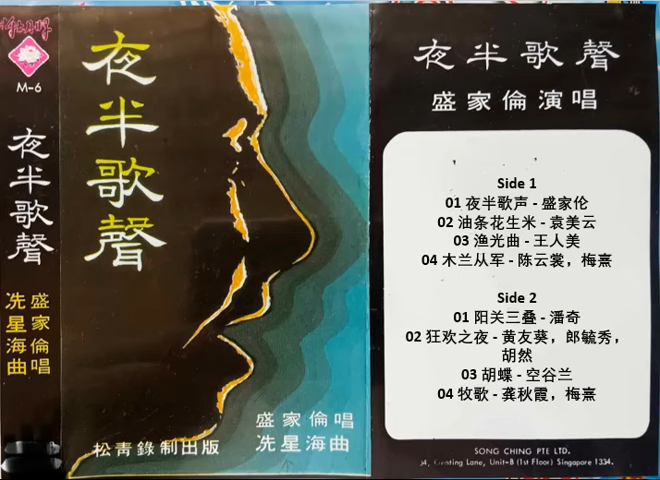 牡丹牌
M-6
夜半歌聲
盛家倫唱
冼星海曲
夜半歌聲
盛家倫唱
冼星海曲
松青錄制出版
夜半歌聲
盛家倫演唱
Side 1
01 夜半歌声 - 盛家伦
02 油条花生米 - 袁美云
03 渔光曲 - 王人美
04 木兰从军 - 陈云裳，梅熹
Side 2
01 阳关三叠 - 潘奇
02 狂欢之夜 - 黄友葵，郎毓秀，
胡然
03 胡蝶 - 空谷兰
04 牧歌 - 龚秋霞，梅熹
SONG CHING PTE LTD.
Lane, Unit-B (1st Floor) Singapore 1334.